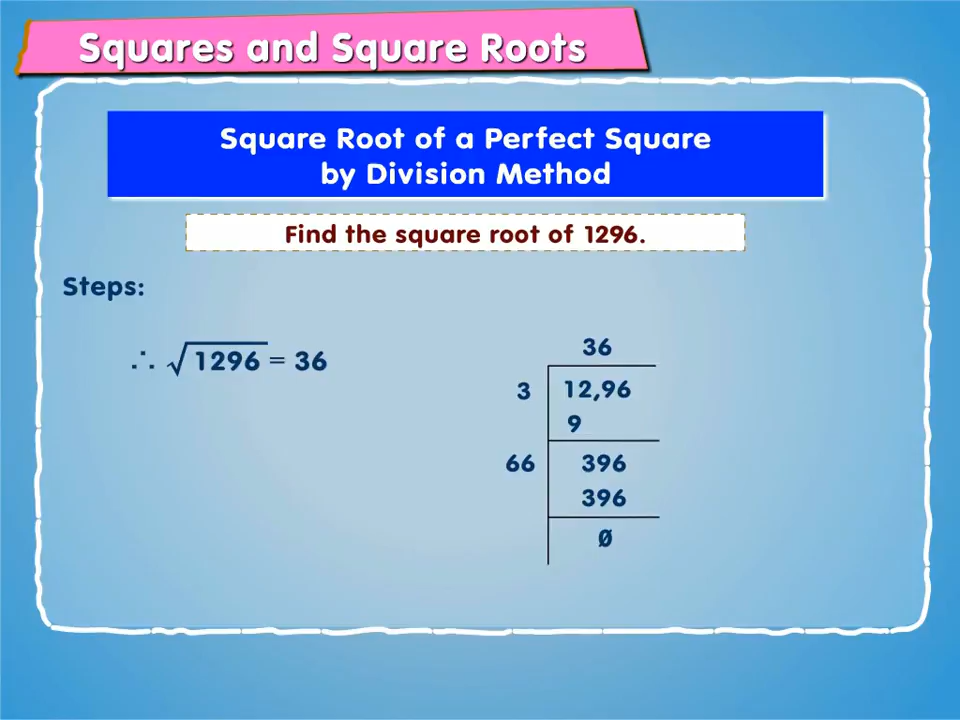 Squares and Square Roots
Square Root of a Perfect Square
by Division Method
Find the square root of 1296.
Steps:
∴ √1296 = 36
36
3 12,96
9
66 396
396
0